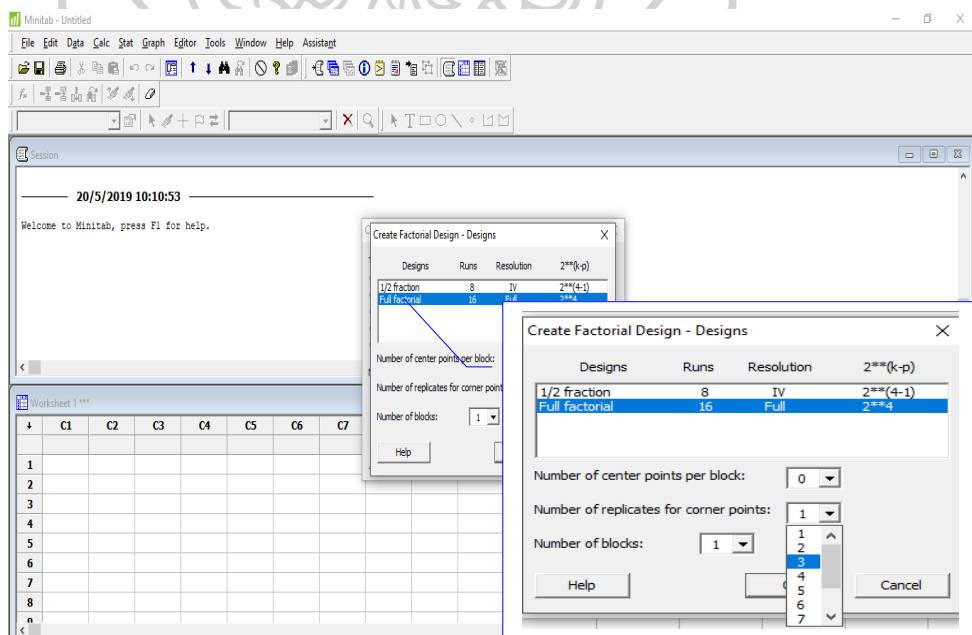 Minitab - Untitled
File Edit Data Calc Stat Graph Editor Tools Window Help Assistant
Session
20/5/2019 10:10:53
Welcome to Minitab, press F1 for help.
Create Factorial Design - Designs
Designs Runs Resolution 2**(k-p)
1/2 fraction 8 IV 2**(4-1)
Full factorial 16 Full 2**4
Number of center points per block:
Number of replicates for corner point
Number of blocks: 1
Help
Worksheet 1 ***
C1 C2 C3 C4 C5 C6 C7
1
2
3
4
5
6
7
8
9
Create Factorial Design - Designs
Designs Runs Resolution 2**(k-p)
1/2 fraction 8 IV 2**(4-1)
Full factorial 16 Full 2**4
Number of center points per block: 0
Number of replicates for corner points: 1
Number of blocks: 1
1
2
3
4
5
6
7
Help Cancel